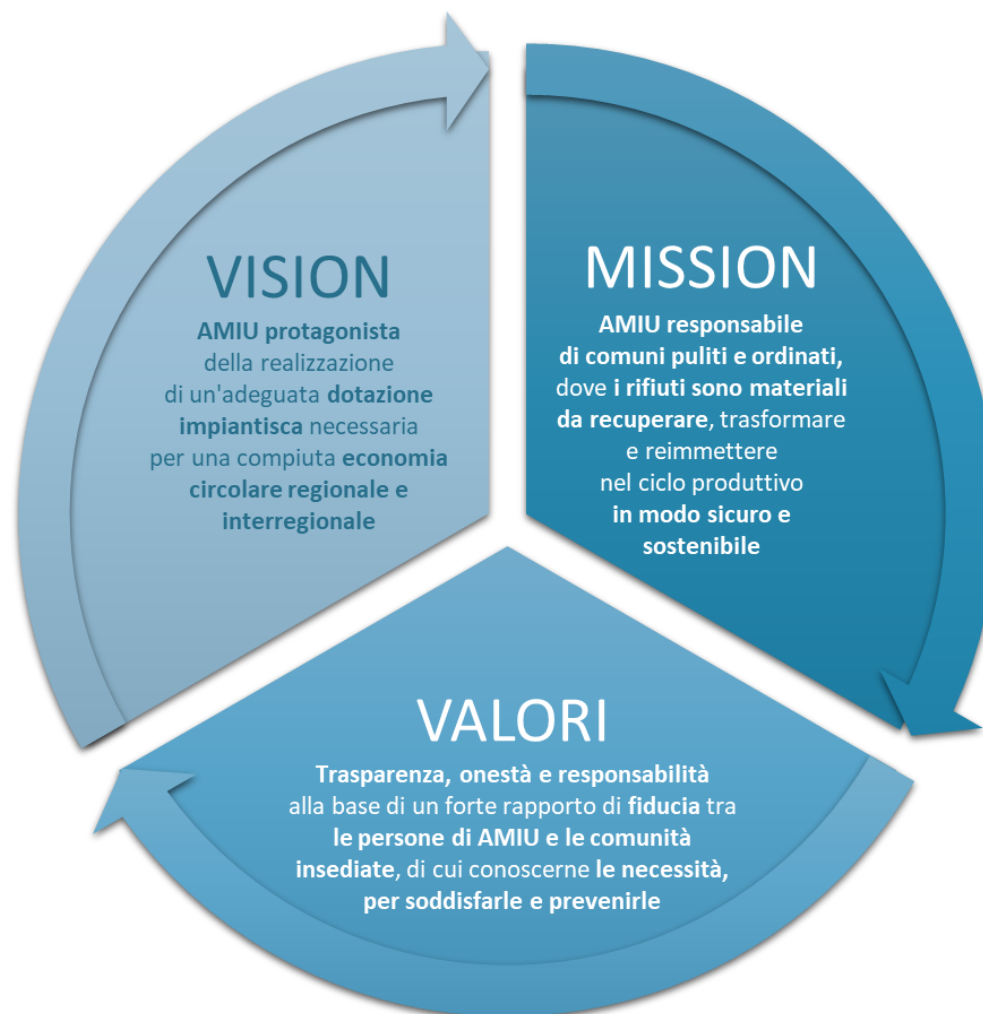 VISION
AMIU protagonista
della realizzazione
di un'adeguata dotazione
impiantisca necessaria
per una compiuta economia
circolare regionale e
interregionale
MISSION
AMIU responsabile
di comuni puliti e ordinati,
dove i rifiuti sono materiali
da recuperare, trasformare
e reimmettere
nel ciclo produttivo
in modo sicuro e
sostenibile
VALORI
Trasparenza, onestà e responsabilità
alla base di un forte rapporto di fiducia tra
le persone di AMIU e le comunità
insediate, di cui conoscerne le necessità,
per soddisfarle e prevenirle